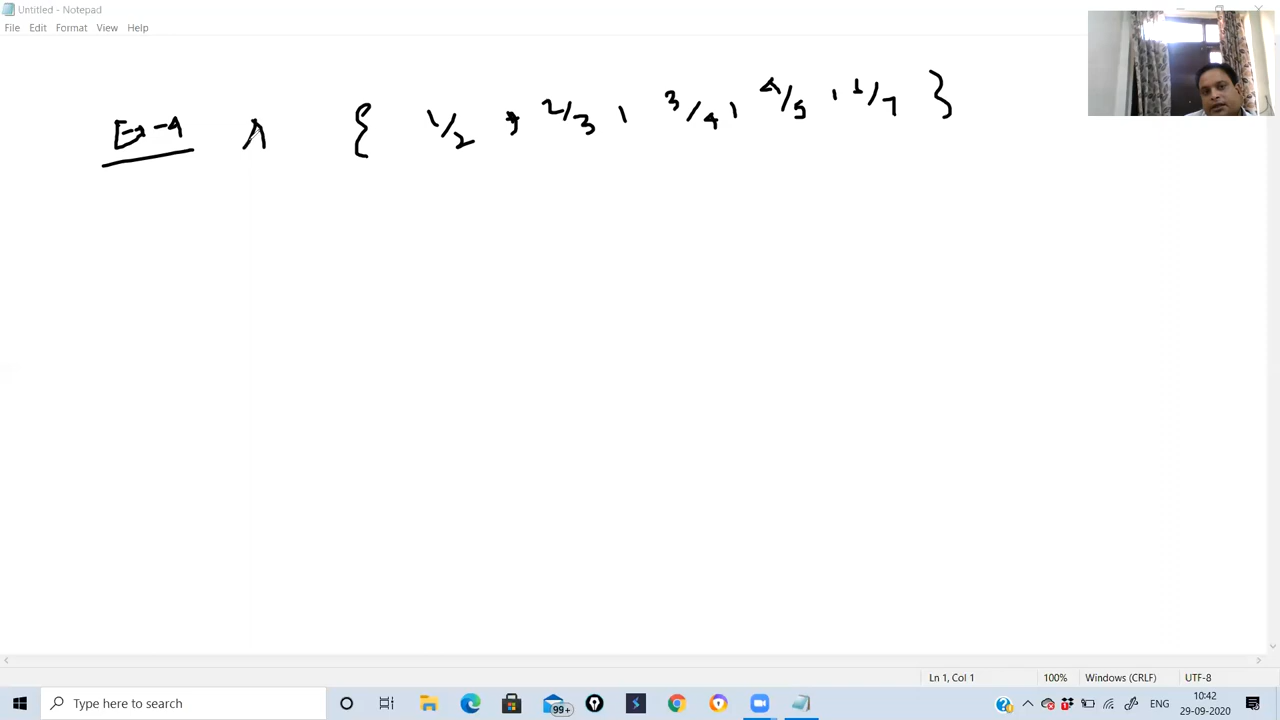 Untitled - Notepad
File Edit Format View Help
Ex-4 λ { 1/2 , 2/3 , 3/4 , 4/5 , 1/7 }
Ln 1, Col 1 100% Windows (CRLF) UTF-8
Type here to search
99+
ENG
10:42
29-09-2020